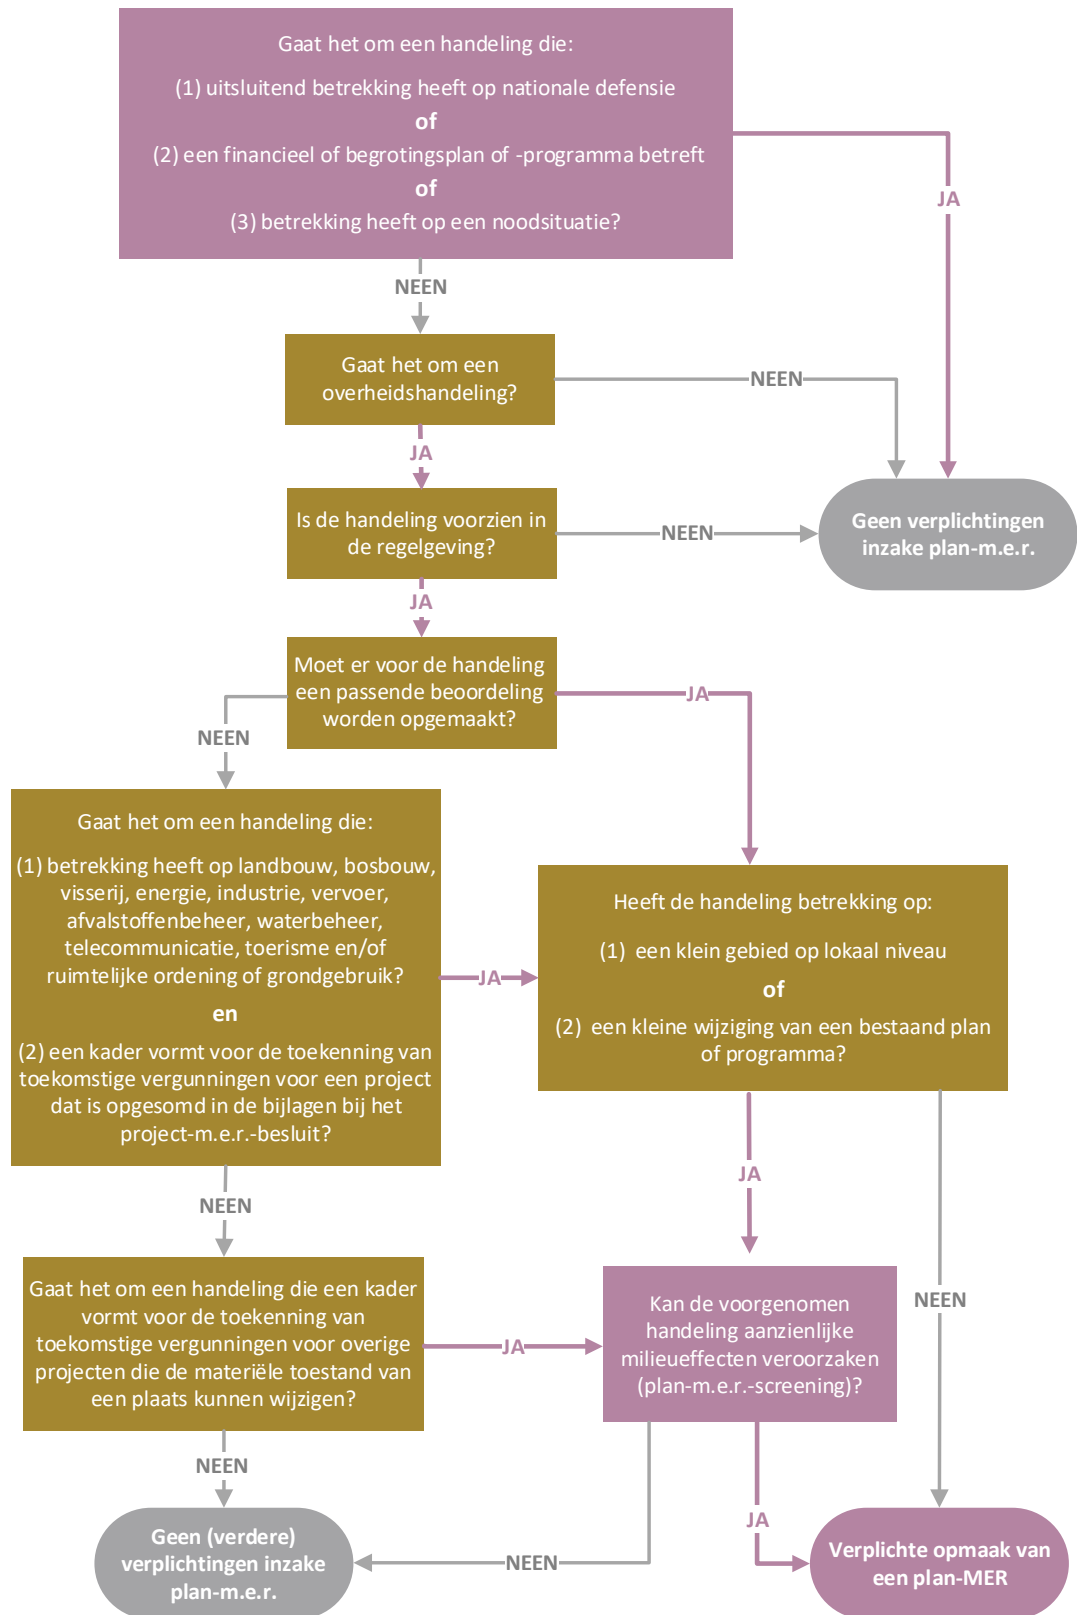 Gaat het om een handeling die:
(1) uitsluitend betrekking heeft op nationale defensie
of
(2) een financieel of begrotingsplan of -programma betreft
of
(3) betrekking heeft op een noodsituatie?
JA
NEEN
Gaat het om een
overheidshandeling?
NEEN
JA
Is de handeling voorzien in
de regelgeving?
NEEN
Geen verplichtingen
inzake plan-m.e.r.
JA
Moet er voor de handeling
een passende beoordeling
worden opgemaakt?
JA
NEEN
Gaat het om een handeling die:
(1) betrekking heeft op landbouw, bosbouw,
visserij, energie, industrie, vervoer,
afvalstoffenbeheer, waterbeheer,
telecommunicatie, toerisme en/of
ruimtelijke ordening of grondgebruik?
en
(2) een kader vormt voor de toekenning van
toekomstige vergunningen voor een project
dat is opgesomd in de bijlagen bij het
project-m.e.r.-besluit?
JA
Heeft de handeling betrekking op:
(1) een klein gebied op lokaal niveau
of
(2) een kleine wijziging van een bestaand plan
of programma?
JA
NEEN
NEEN
Gaat het om een handeling die een kader
vormt voor de toekenning van
toekomstige vergunningen voor overige
projecten die de materiële toestand van
een plaats kunnen wijzigen?
JA
Kan de voorgenomen
handeling aanzienlijke
milieueffecten veroorzaken
(plan-m.e.r.-screening)?
NEEN
NEEN
JA
Geen (verdere)
verplichtingen inzake
plan-m.e.r.
Verplichte opmaak van
een plan-MER